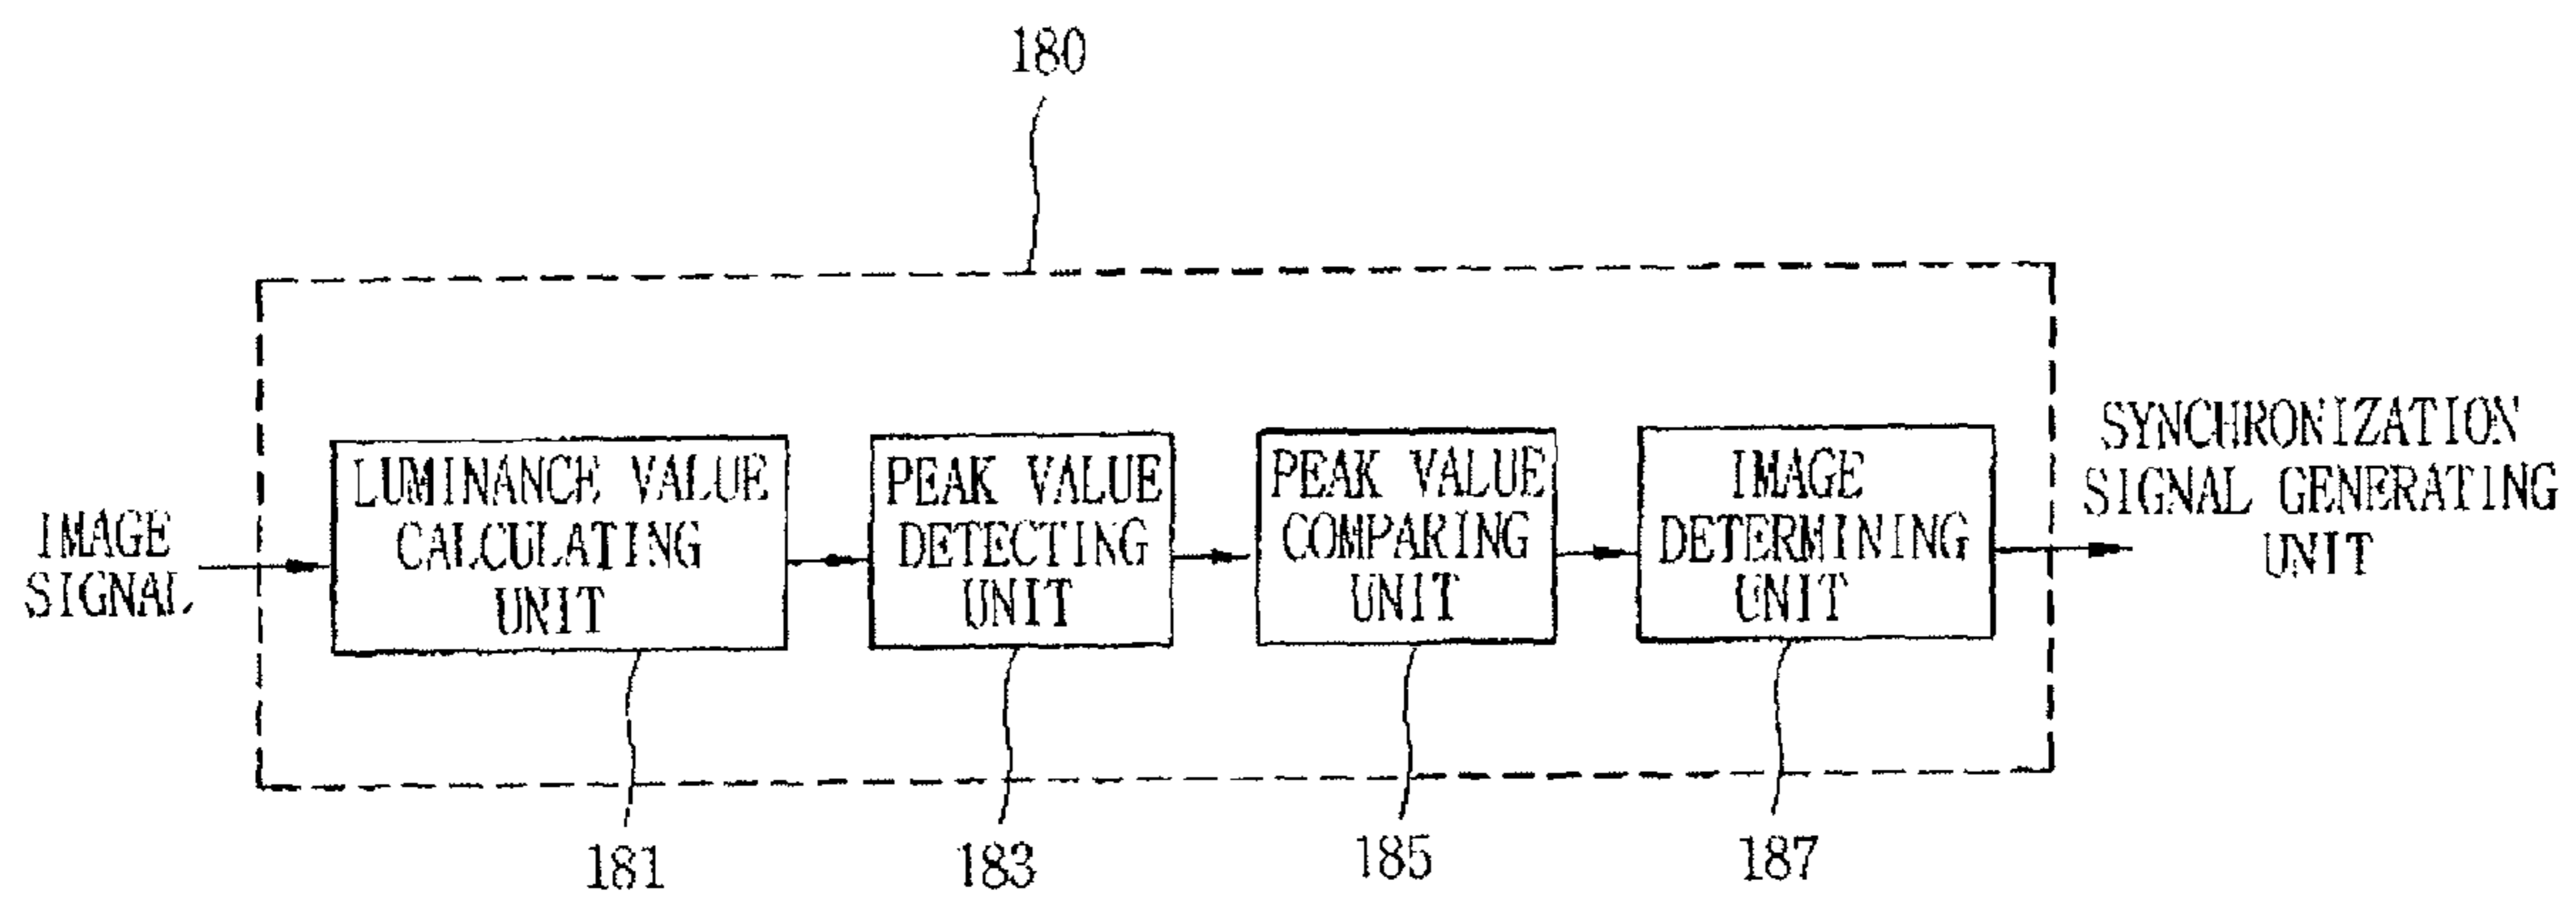 180
IMAGE
SIGNAL
LUMINANCE VALUE
CALCULATING
UNIT
PEAK VALUE
DETECTING
UNIT
PEAK VALUE
COMPARING
UNIT
IMAGE
DETERMINING
UNIT
SYNCHRONIZATION
SIGNAL GENERATING
UNIT
181
183
185
187